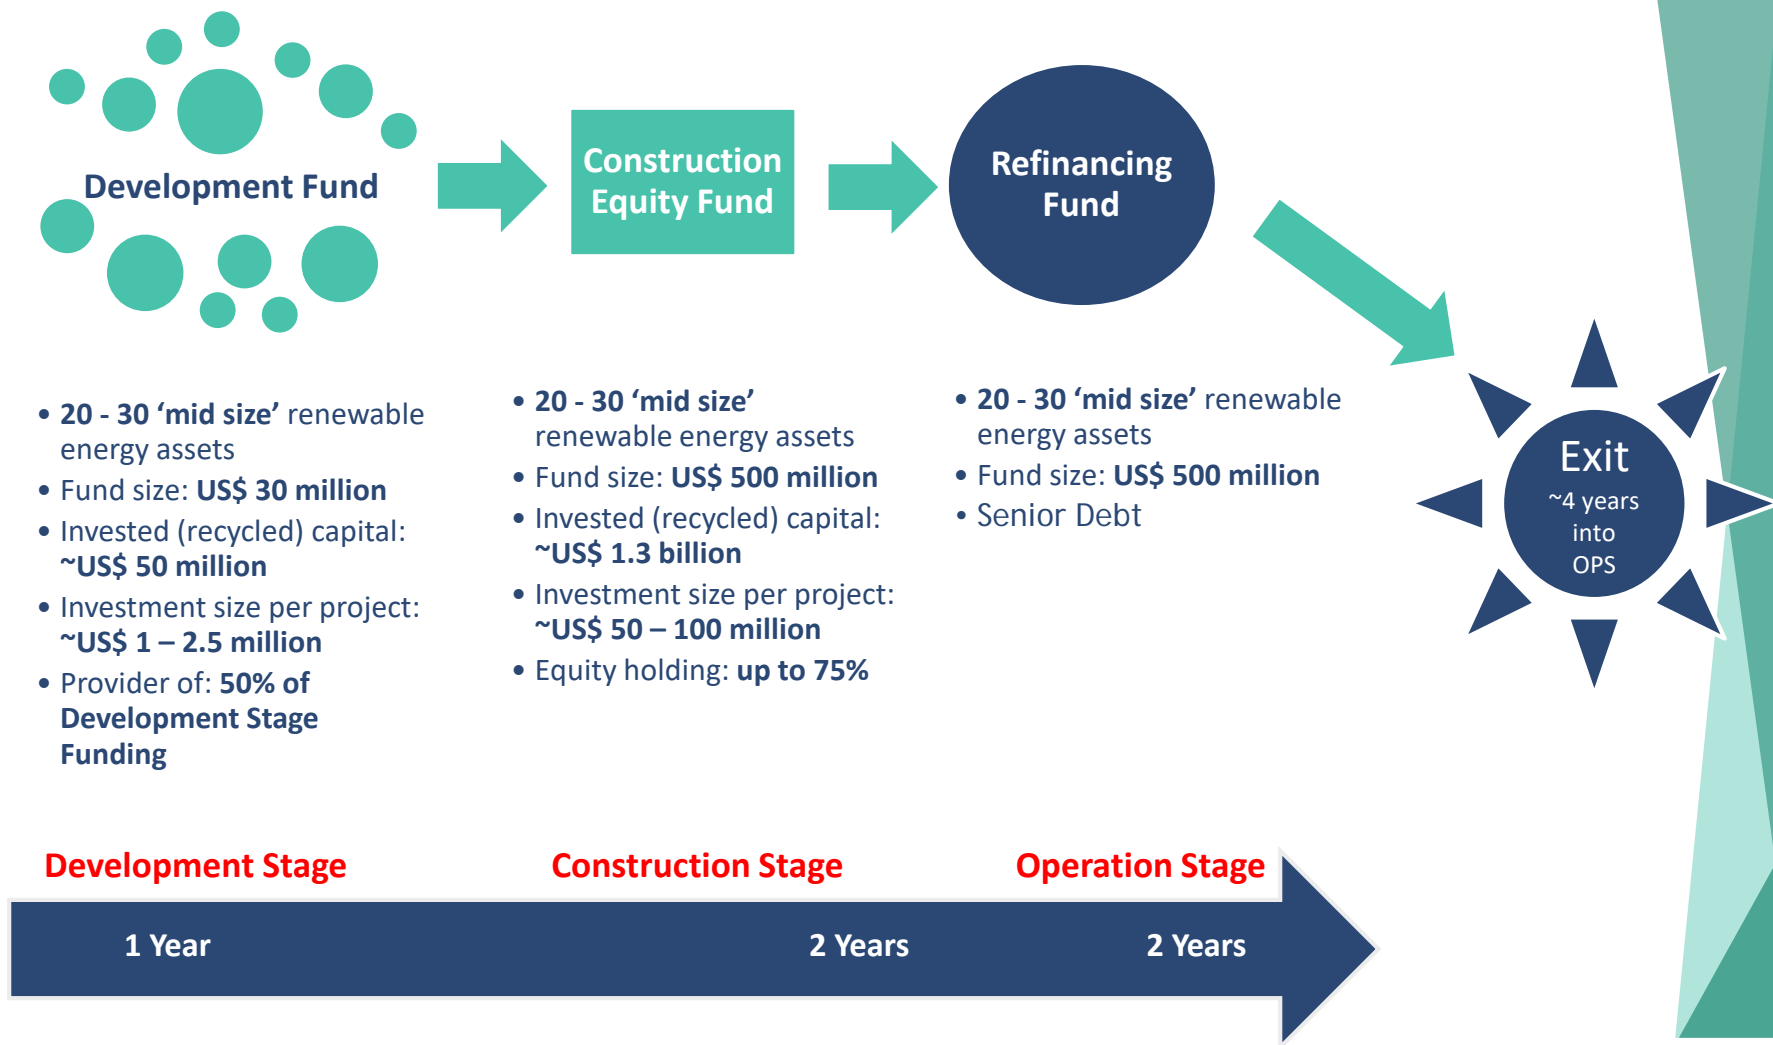 Development Fund
Construction
Equity Fund
Refinancing
Fund
• 20 - 30 ‘mid size’ renewable
energy assets
• Fund size: US$ 30 million
• Invested (recycled) capital:
~US$ 50 million
• Investment size per project:
~US$ 1 – 2.5 million
• Provider of: 50% of
Development Stage
Funding
• 20 - 30 ‘mid size’
renewable energy assets
• Fund size: US$ 500 million
• Invested (recycled) capital:
~US$ 1.3 billion
• Investment size per project:
~US$ 50 – 100 million
• Equity holding: up to 75%
• 20 - 30 ‘mid size’ renewable
energy assets
• Fund size: US$ 500 million
• Senior Debt
Exit
~4 years
into
OPS
Development Stage
Construction Stage
Operation Stage
1 Year
2 Years
2 Years